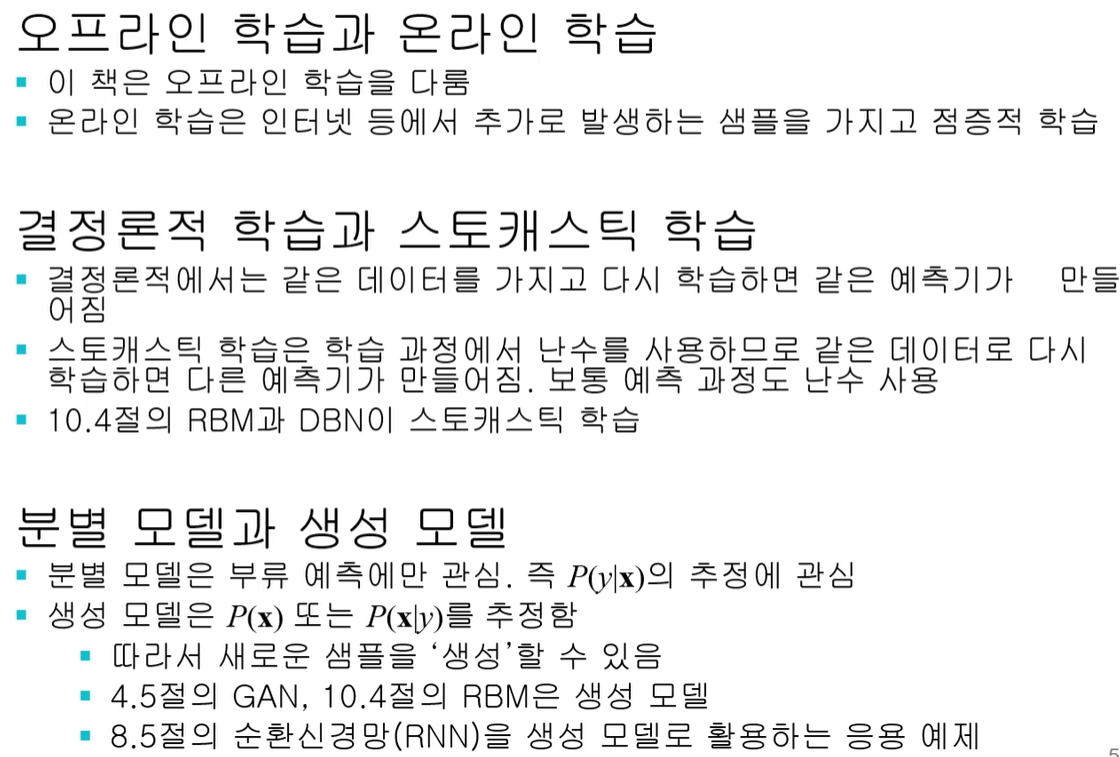 오프라인 학습과 온라인 학습
▪ 이 책은 오프라인 학습을 다룸
▪ 온라인 학습은 인터넷 등에서 추가로 발생하는 샘플을 가지고 점증적 학습
결정론적 학습과 스토캐스틱 학습
▪ 결정론적에서는 같은 데이터를 가지고 다시 학습하면 같은 예측기가 만들
어짐
▪ 스토캐스틱 학습은 학습 과정에서 난수를 사용하므로 같은 데이터로 다시
학습하면 다른 예측기가 만들어짐. 보통 예측 과정도 난수 사용
▪ 10.4절의 RBM과 DBN이 스토캐스틱 학습
분별 모델과 생성 모델
▪ 분별 모델은 부류 예측에만 관심. 즉 P(y|x)의 추정에 관심
▪ 생성 모델은 P(x) 또는 P(x|y)를 추정함
▪ 따라서 새로운 샘플을 ‘생성’할 수 있음
▪ 4.5절의 GAN, 10.4절의 RBM은 생성 모델
▪ 8.5절의 순환신경망(RNN)을 생성 모델로 활용하는 응용 예제